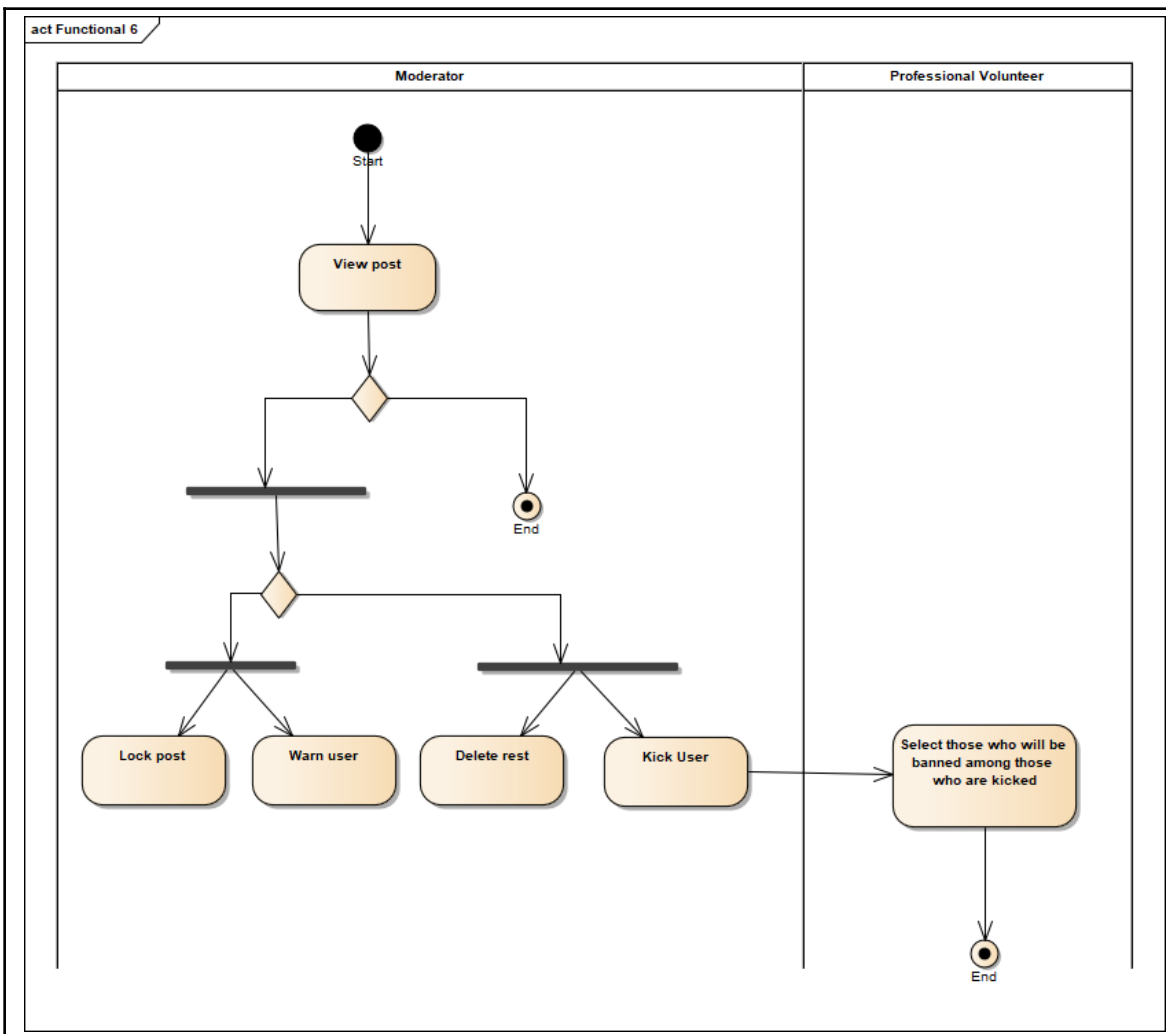 act Functional 6
Moderator
Professional Volunteer
Start
View post
End
Lock post
Warn user
Delete rest
Kick User
Select those who will be
banned among those
who are kicked
End